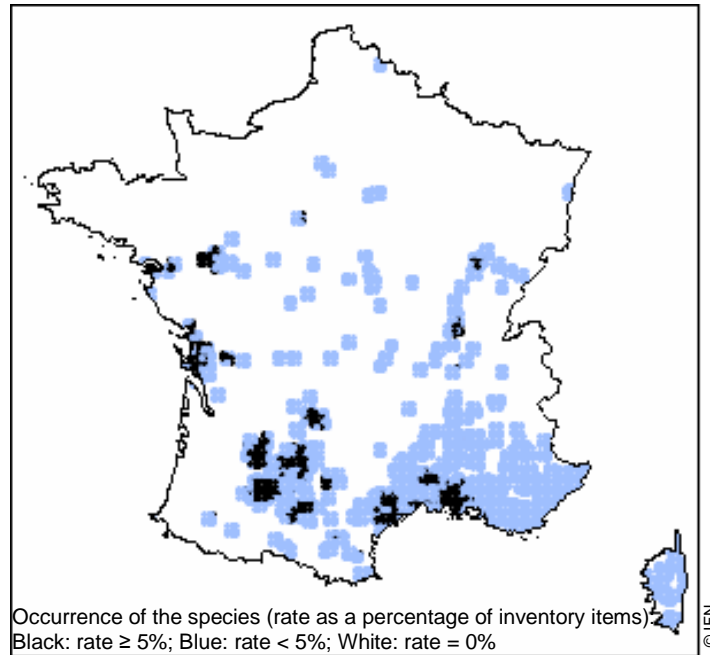 Occurrence of the species (rate as a percentage of inventory items)
Black: rate ≥ 5%; Blue: rate < 5%; White: rate = 0%
© IFN